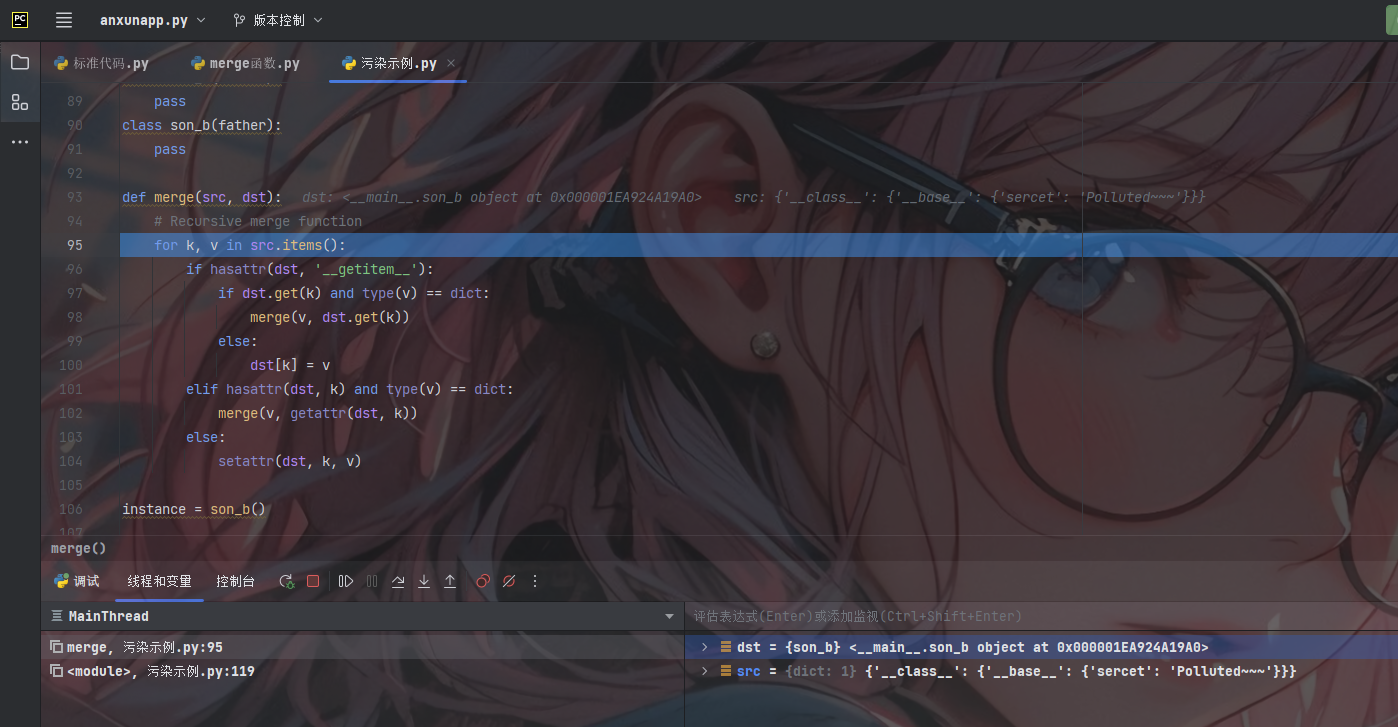 PC anxunapp.py 版本控制
标准代码.py merge函数.py 污染示例.py ×
89 pass
90 class son_b(father):
91 pass
92
93 def merge(src, dst): dst: <__main__.son_b object at 0x000001EA924A19A0> src: {'__class__': {'__base__': {'sercet': 'Polluted~~~'}}}
94 # Recursive merge function
95 for k, v in src.items():
96 if hasattr(dst, '__getitem__'):
97 if dst.get(k) and type(v) == dict:
98 merge(v, dst.get(k))
99 else:
100 dst[k] = v
101 elif hasattr(dst, k) and type(v) == dict:
102 merge(v, getattr(dst, k))
103 else:
104 setattr(dst, k, v)
105
106 instance = son_b()
107
merge()
调试 线程和变量 控制台
MainThread
评估表达式(Enter)或添加监视(Ctrl+Shift+Enter)
merge, 污染示例.py:95
<module>, 污染示例.py:119
dst = {son_b} <__main__.son_b object at 0x000001EA924A19A0>
src = {dict: 1} {'__class__': {'__base__': {'sercet': 'Polluted~~~'}}}